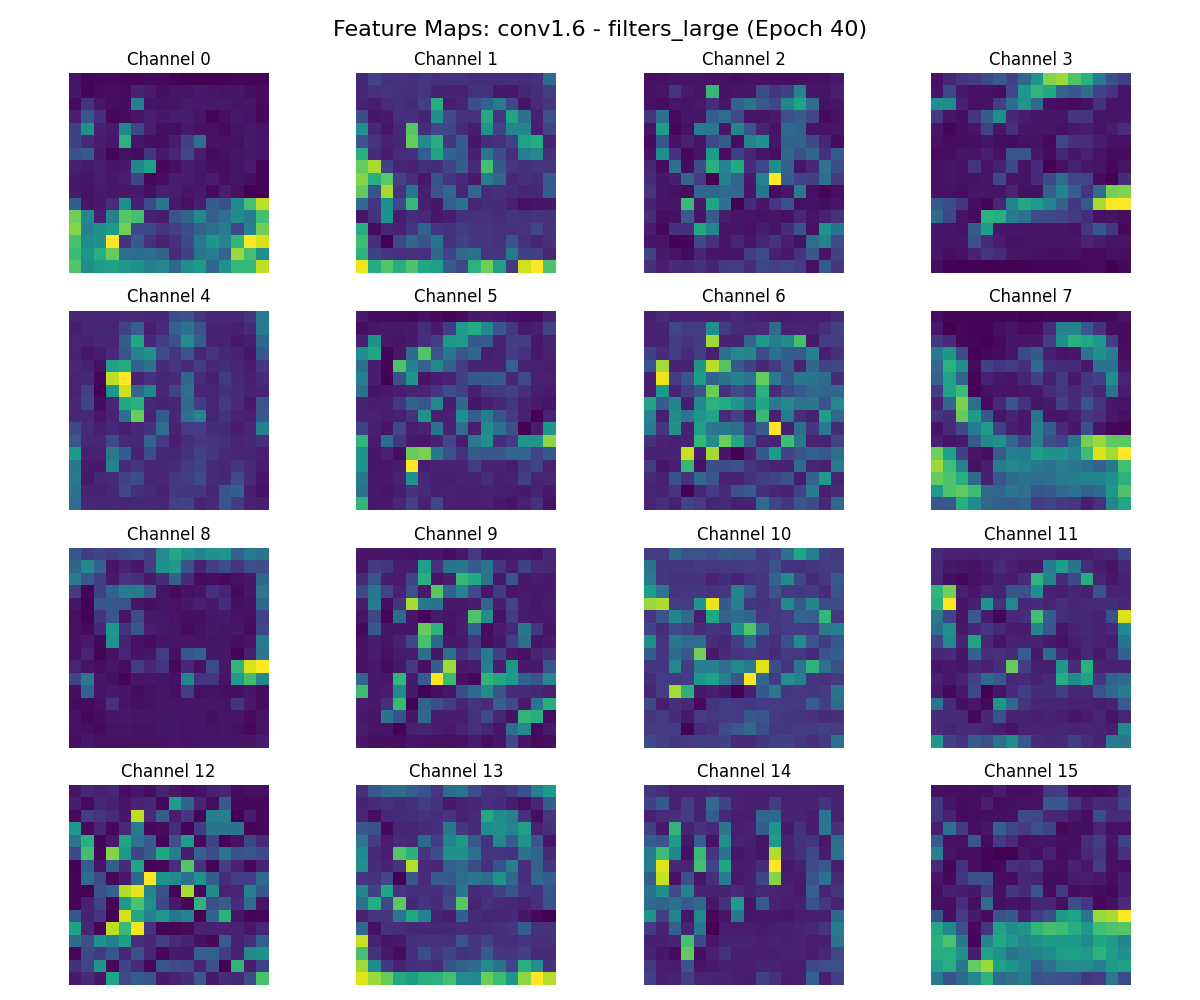 Feature Maps: conv1.6 - filters_large (Epoch 40)
Channel 0
Channel 1
Channel 2
Channel 3
Channel 4
Channel 5
Channel 6
Channel 7
Channel 8
Channel 9
Channel 10
Channel 11
Channel 12
Channel 13
Channel 14
Channel 15